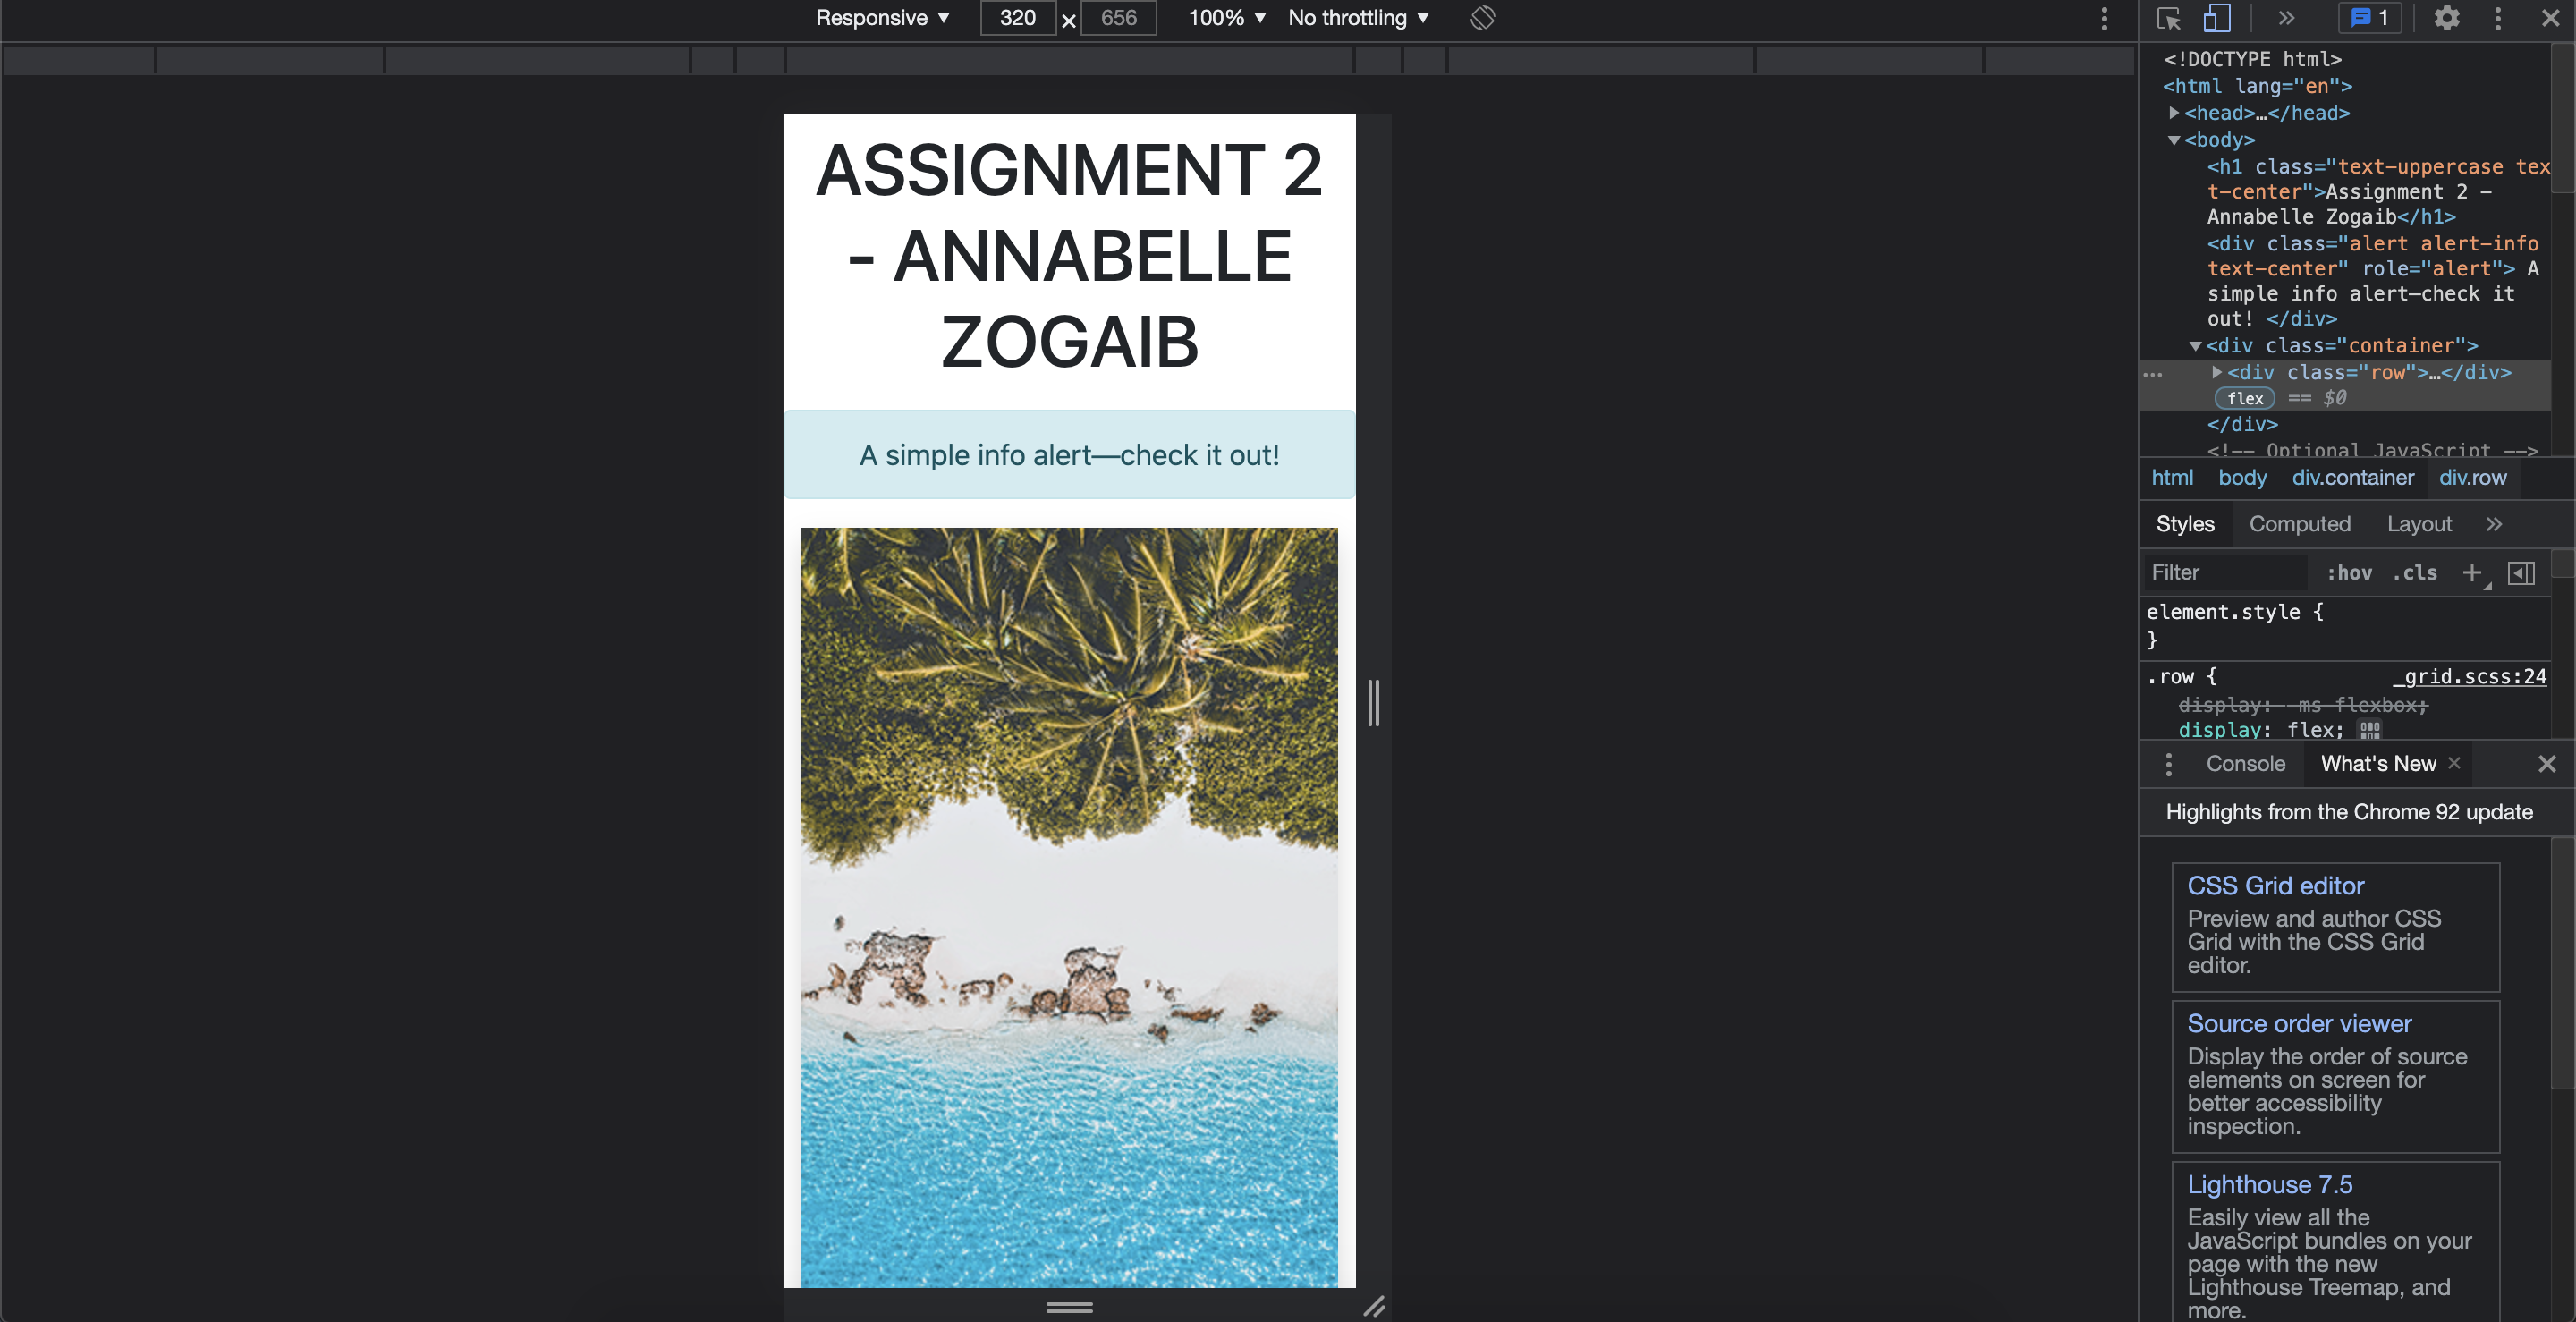 Responsive ▼ 320 × 656 100% ▼ No throttling ▼
1
ASSIGNMENT 2
- ANNABELLE
ZOGAIB
A simple info alert—check it out!
<!DOCTYPE html>
<html lang="en">
▶<head>…</head>
▼<body>
<h1 class="text-uppercase tex
t-center">Assignment 2 -
Annabelle Zogaib</h1>
<div class="alert alert-info
text-center" role="alert"> A
simple info alert—check it
out! </div>
▼<div class="container">
… ▶<div class="row">…</div>
flex == $0
</div>
<!-- Optional JavaScript -->
html body div.container div.row
Styles Computed Layout »
Filter :hov .cls +
element.style {
}
.row { _grid.scss:24
display: -ms-flexbox;
display: flex;
Console What's New ×
Highlights from the Chrome 92 update
CSS Grid editor
Preview and author CSS
Grid with the CSS Grid
editor.
Source order viewer
Display the order of source
elements on screen for
better accessibility
inspection.
Lighthouse 7.5
Easily view all the
JavaScript bundles on your
page with the new
Lighthouse Treemap, and
more.